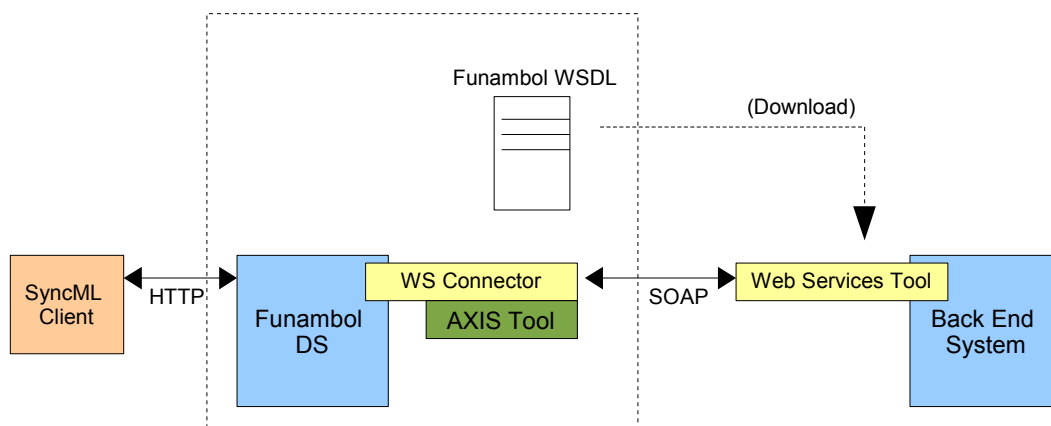 Funambol WSDL
(Download)
SyncML
Client
HTTP
Funambol
DS
WS Connector
AXIS Tool
SOAP
Web Services Tool
Back End
System